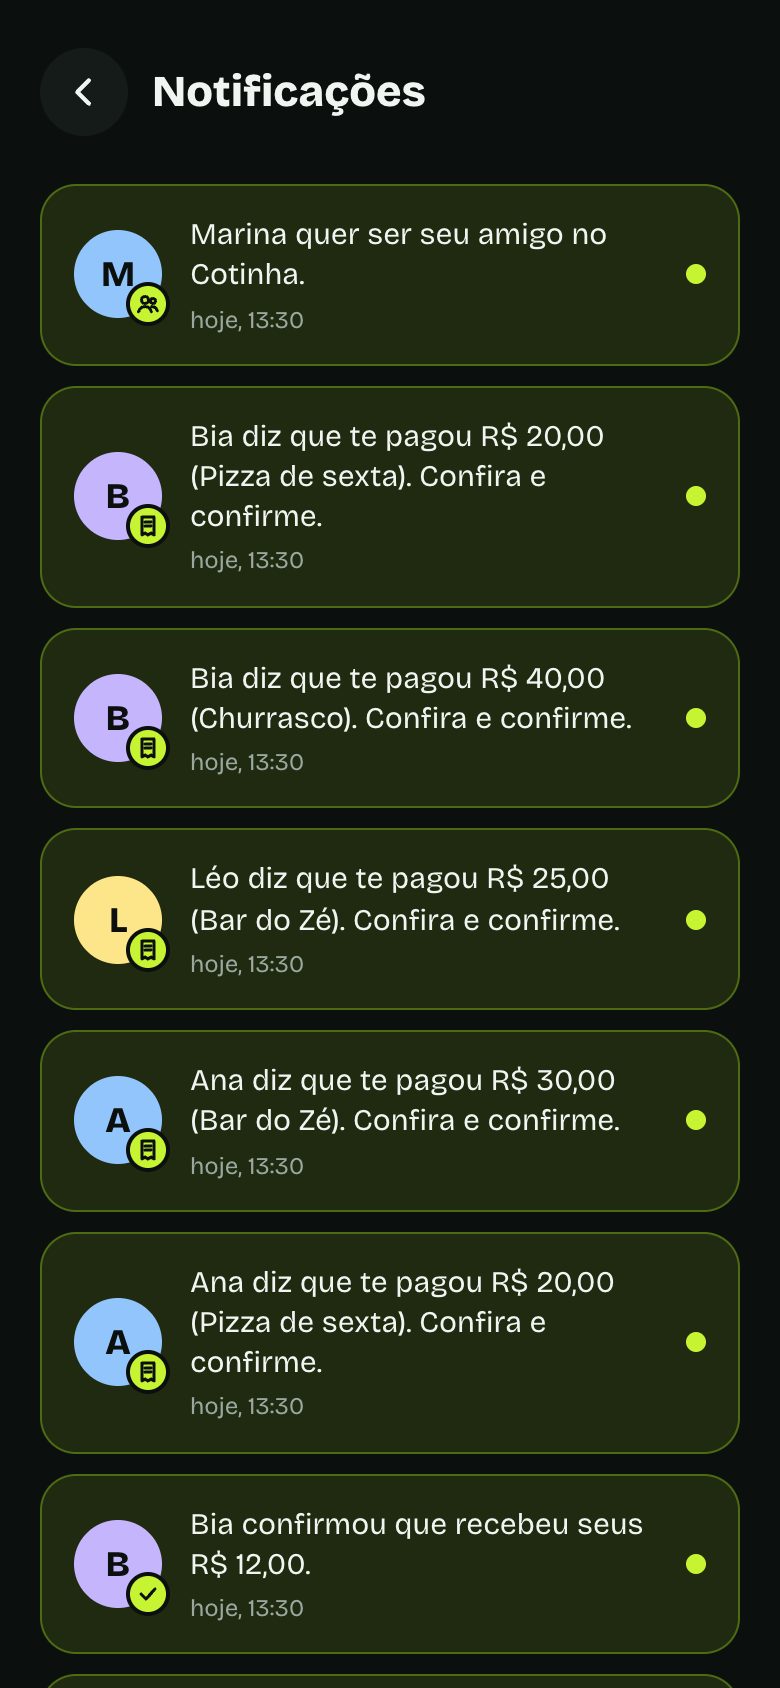 Notificações
M
Marina quer ser seu amigo no
Cotinha.
hoje, 13:30
B
Bia diz que te pagou R$ 20,00
(Pizza de sexta). Confira e
confirme.
hoje, 13:30
B
Bia diz que te pagou R$ 40,00
(Churrasco). Confira e confirme.
hoje, 13:30
L
Léo diz que te pagou R$ 25,00
(Bar do Zé). Confira e confirme.
hoje, 13:30
A
Ana diz que te pagou R$ 30,00
(Bar do Zé). Confira e confirme.
hoje, 13:30
A
Ana diz que te pagou R$ 20,00
(Pizza de sexta). Confira e
confirme.
hoje, 13:30
B
Bia confirmou que recebeu seus
R$ 12,00.
hoje, 13:30